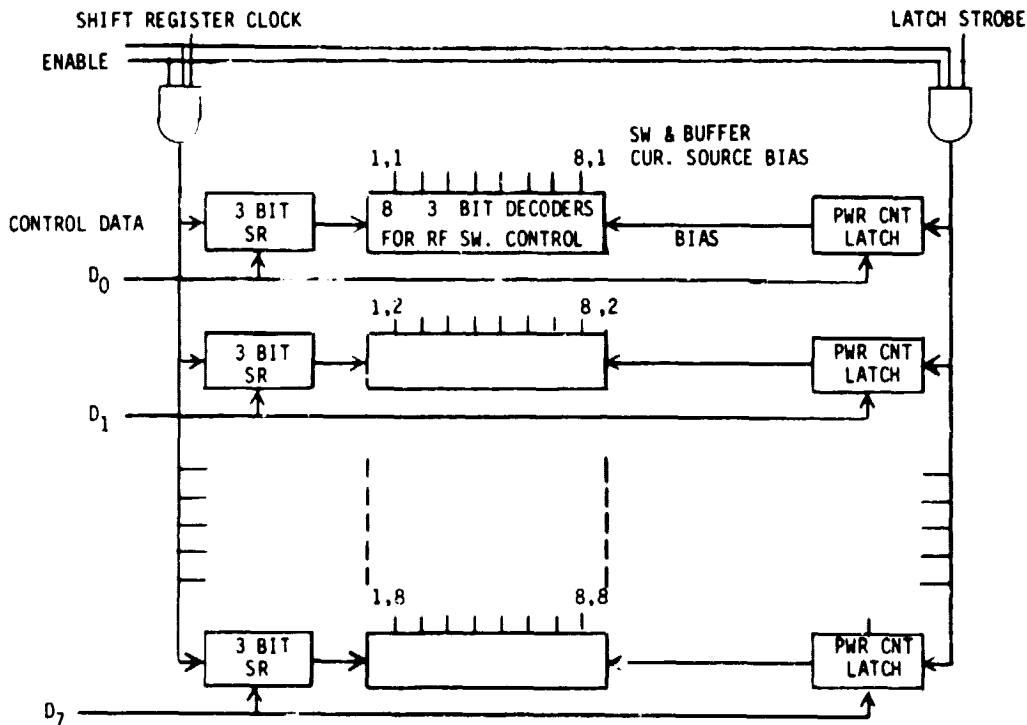 SHIFT REGISTER CLOCK
LATCH STROBE
ENABLE
SW & BUFFER
CUR. SOURCE BIAS
1,1
8,1
CONTROL DATA
3 BIT
SR
8 3 BIT DECODERS
FOR RF SW. CONTROL
BIAS
PWR CNT
LATCH
D0
1,2
8,2
3 BIT
SR
PWR CNT
LATCH
D1
1,8
8,8
3 BIT
SR
PWR CNT
LATCH
D7